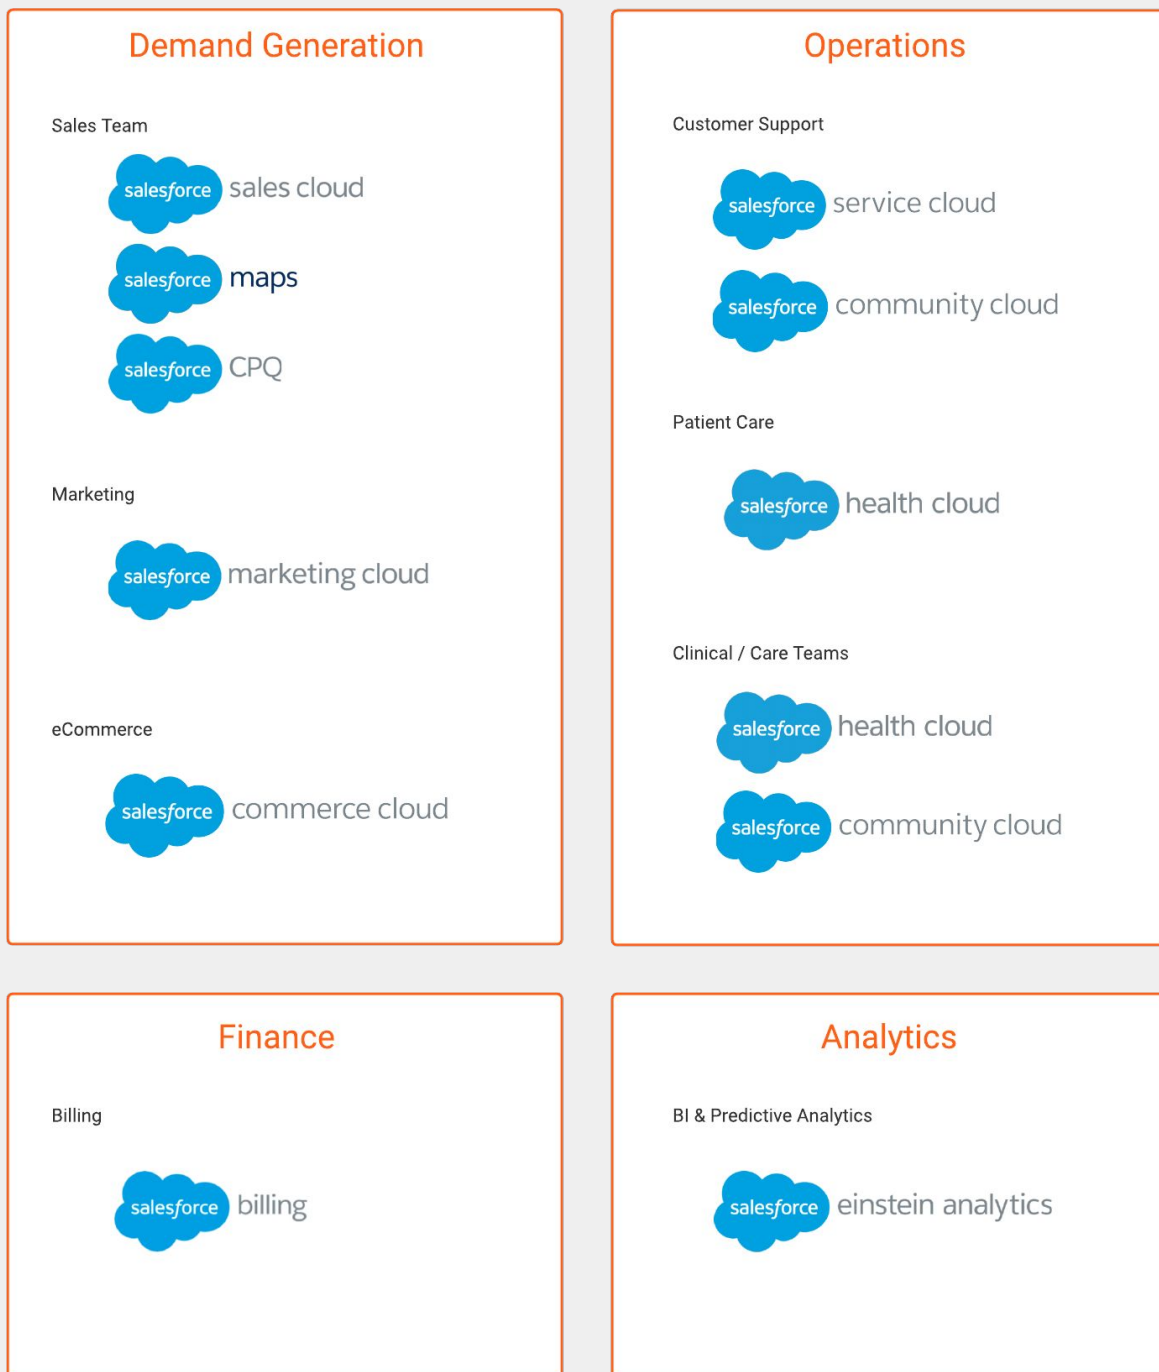 Demand Generation
Sales Team
salesforce sales cloud
salesforce maps
salesforce CPQ
Marketing
salesforce marketing cloud
eCommerce
salesforce commerce cloud
Operations
Customer Support
salesforce service cloud
salesforce community cloud
Patient Care
salesforce health cloud
Clinical / Care Teams
salesforce health cloud
salesforce community cloud
Finance
Billing
salesforce billing
Analytics
BI & Predictive Analytics
salesforce einstein analytics